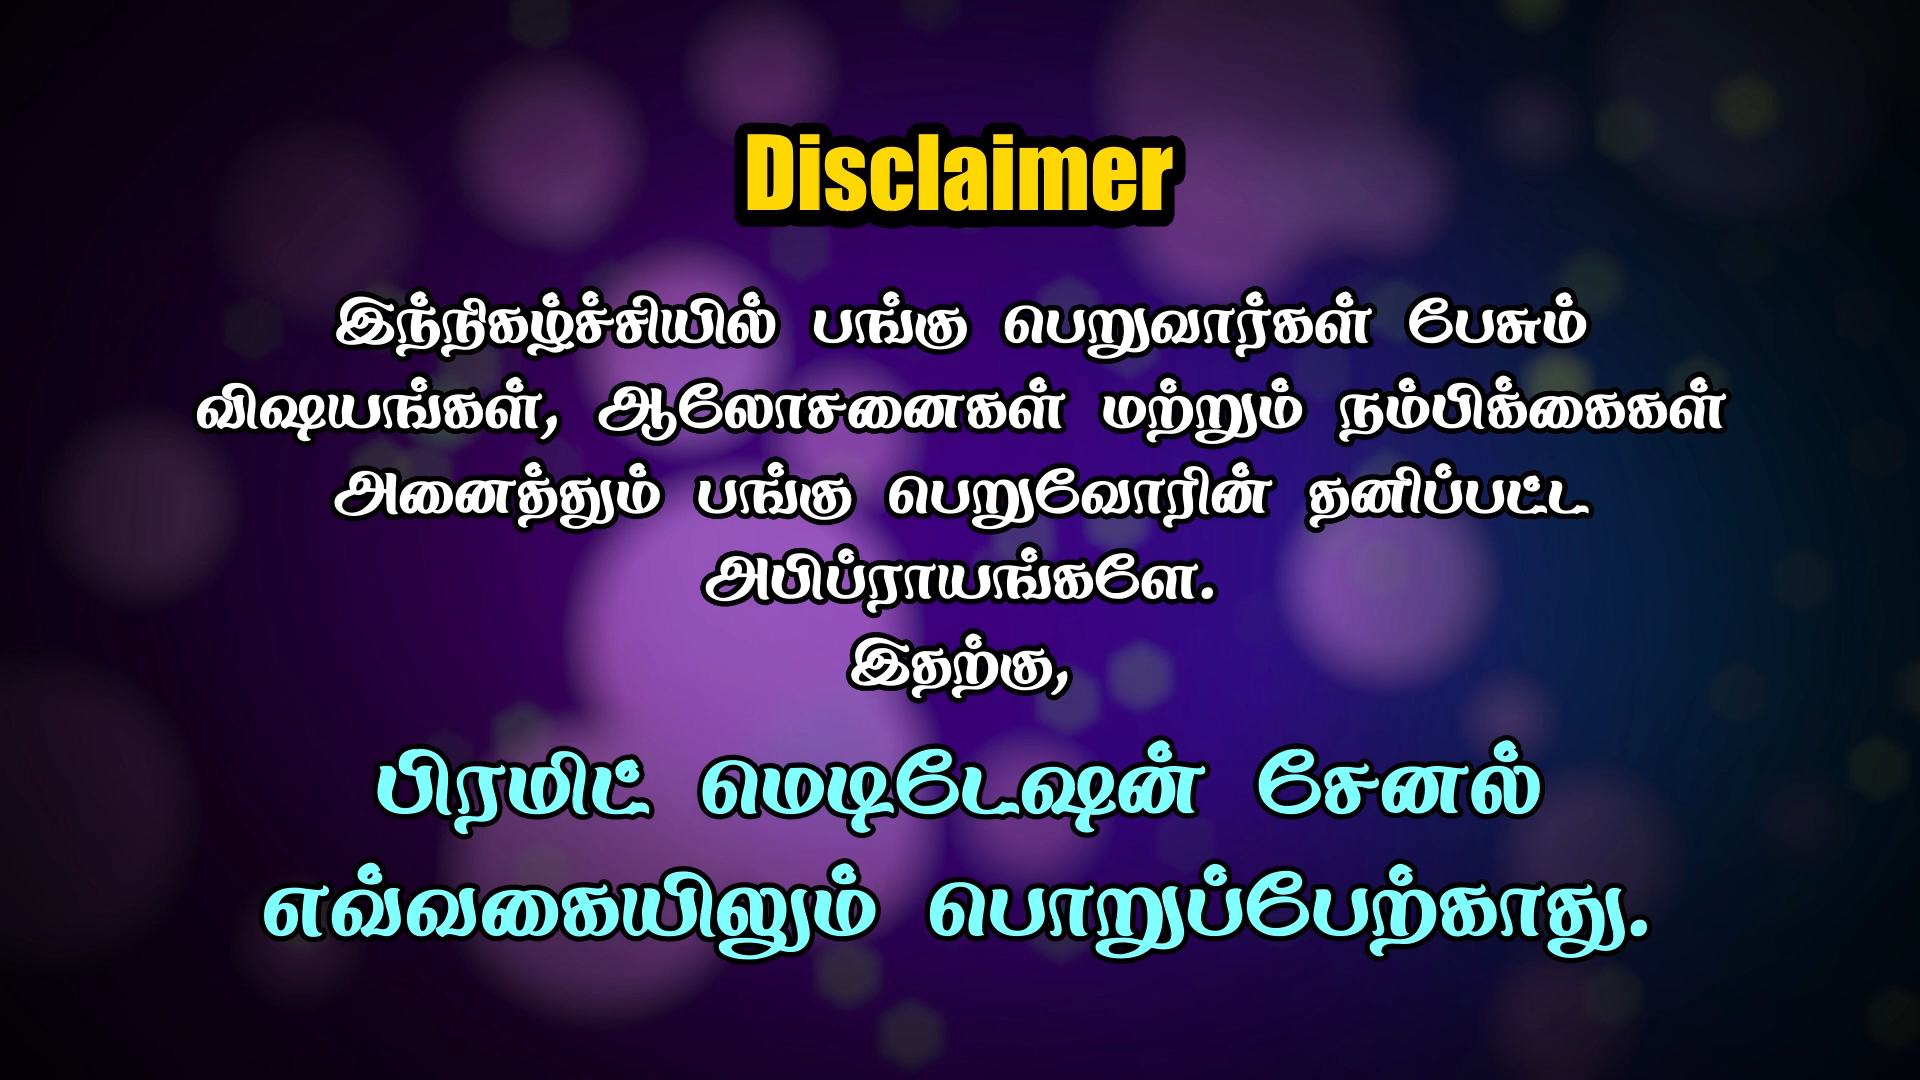 Disclaimer
இந்நிகழ்ச்சியில் பங்கு பெறுவார்கள் பேசும்
விஷயங்கள், ஆலோசனைகள் மற்றும் நம்பிக்கைகள்
அனைத்தும் பங்கு பெறுவோரின் தனிப்பட்ட
அபிப்ராயங்களே.
இதற்கு,
பிரமிட் மெடிடேஷன் சேனல்
எவ்வகையிலும் பொறுப்பேற்காது.